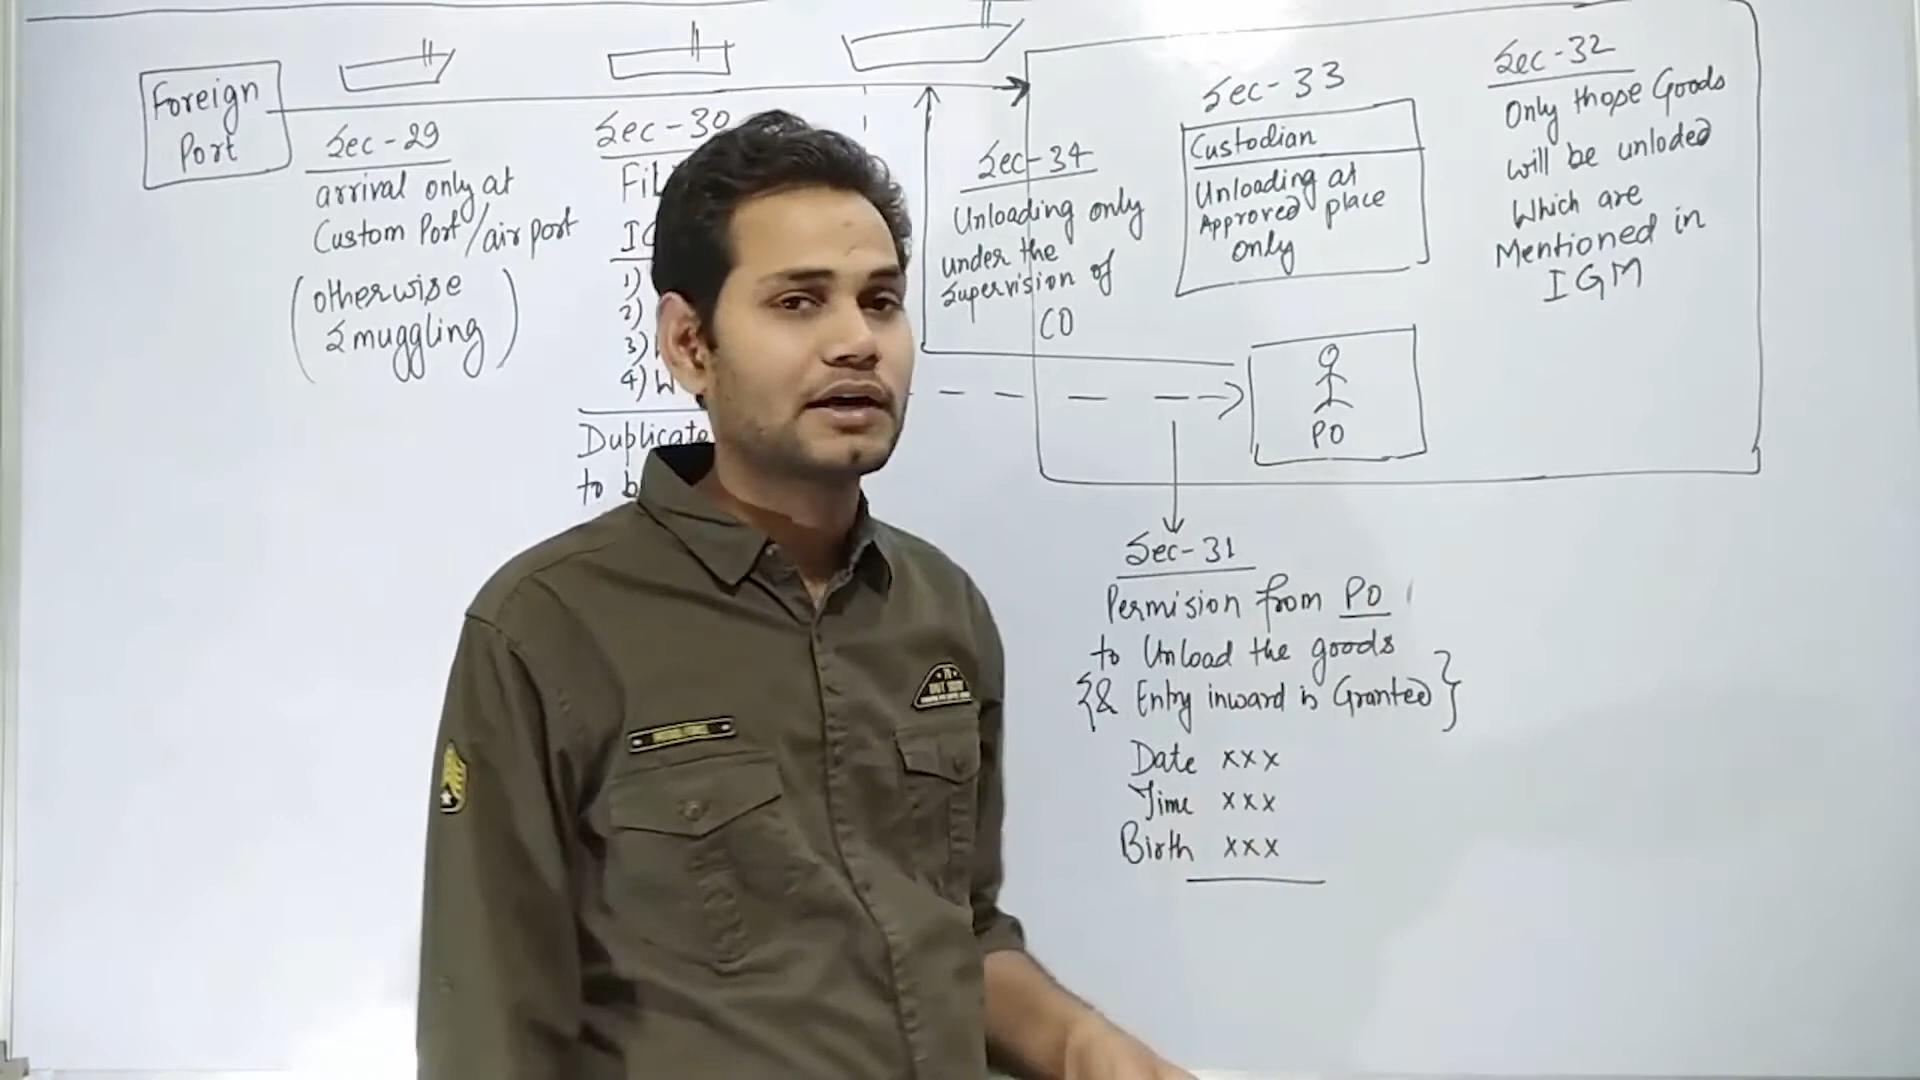 Foreign
Port
Sec-29
arrival only at
Custom Port/air port
(otherwise
smuggling)
Sec-30
1)
2)
3)
4) W
Duplicate
to b
Sec-34
Unloading only
under the
supervision of
CO
Sec-33
Custodian
Unloading at
Approved place
only
Sec-32
Only those Goods
will be unloded
Which are
Mentioned in
IGM
PO
Sec-31
Permision from PO
to Unload the goods
{& Entry inward is Granted}
Date xxx
Time xxx
Birth xxx